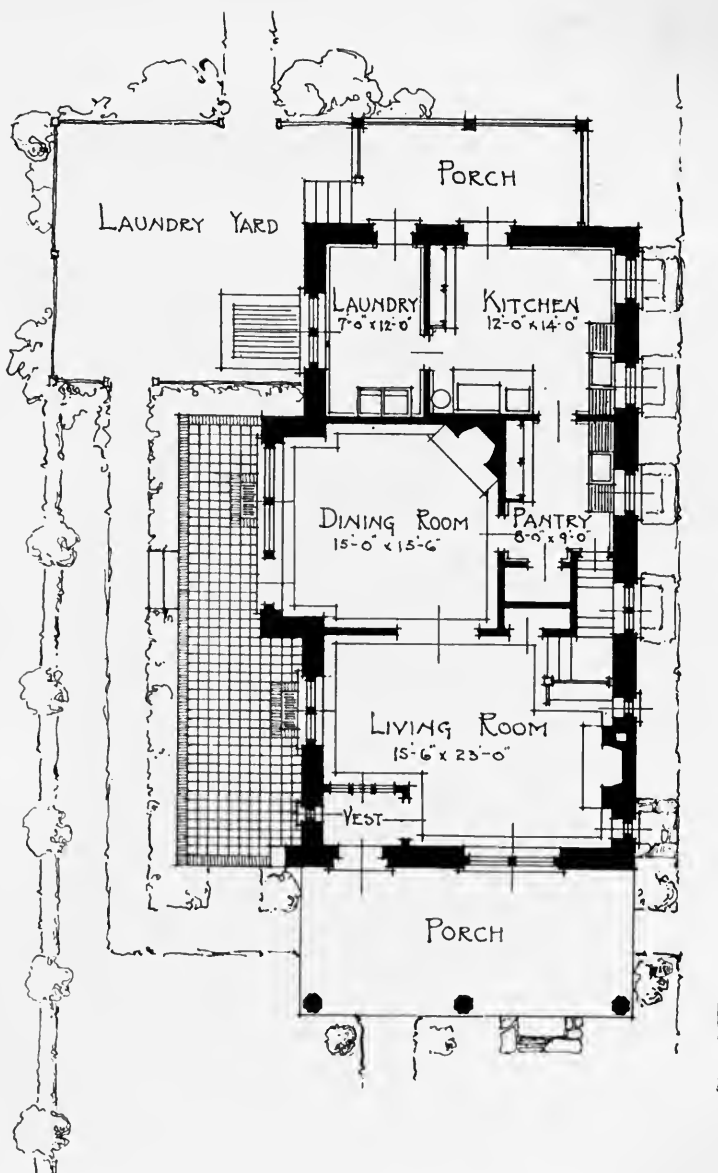 PORCH
LAUNDRY YARD
LAUNDRY
7'-0" x 12'-0"
KITCHEN
12'-0" x 14'-0"
DINING ROOM
15'-0" x 15'-6"
PANTRY
8'-0" x 9'-0"
LIVING ROOM
15'-6" x 23'-0"
VEST
PORCH